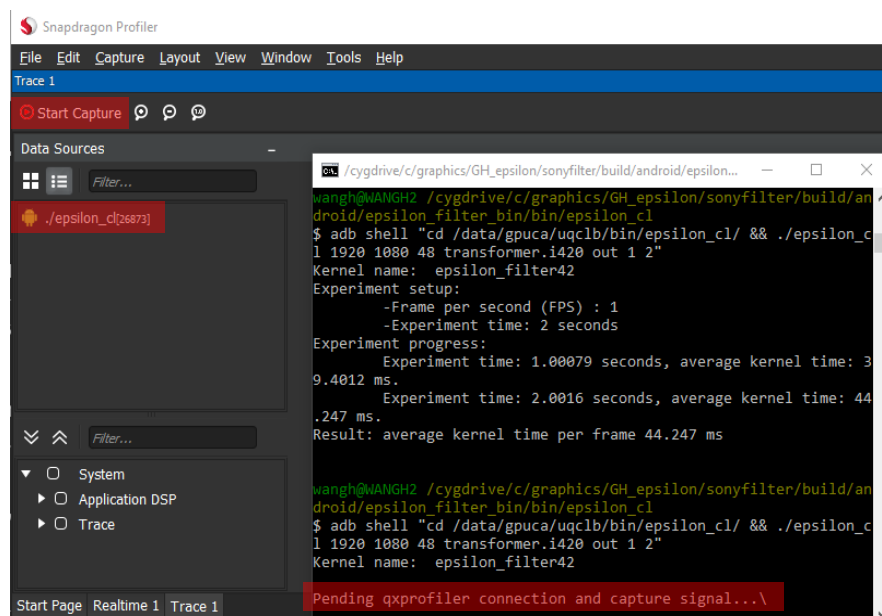 Snapdragon Profiler
File Edit Capture Layout View Window Tools Help
Trace 1
Start Capture
Data Sources
Filter...
./epsilon_cl[26873]
Filter...
System
Application DSP
Trace
Start Page Realtime 1 Trace 1
/cygdrive/c/graphics/GH_epsilon/sonyfilter/build/android/epsilon...
wangh@WANGH2 /cygdrive/c/graphics/GH_epsilon/sonyfilter/build/an
droid/epsilon_filter_bin/bin/epsilon_cl
$ adb shell "cd /data/gpuca/uqclb/bin/epsilon_cl/ && ./epsilon_c
l 1920 1080 48 transformer.i420 out 1 2"
Kernel name: epsilon_filter42
Experiment setup:
-Frame per second (FPS) : 1
-Experiment time: 2 seconds
Experiment progress:
Experiment time: 1.00079 seconds, average kernel time: 3
9.4012 ms.
Experiment time: 2.0016 seconds, average kernel time: 44
.247 ms.
Result: average kernel time per frame 44.247 ms
wangh@WANGH2 /cygdrive/c/graphics/GH_epsilon/sonyfilter/build/an
droid/epsilon_filter_bin/bin/epsilon_cl
$ adb shell "cd /data/gpuca/uqclb/bin/epsilon_cl/ && ./epsilon_c
l 1920 1080 48 transformer.i420 out 1 2"
Kernel name: epsilon_filter42
Pending qxprofiler connection and capture signal...\